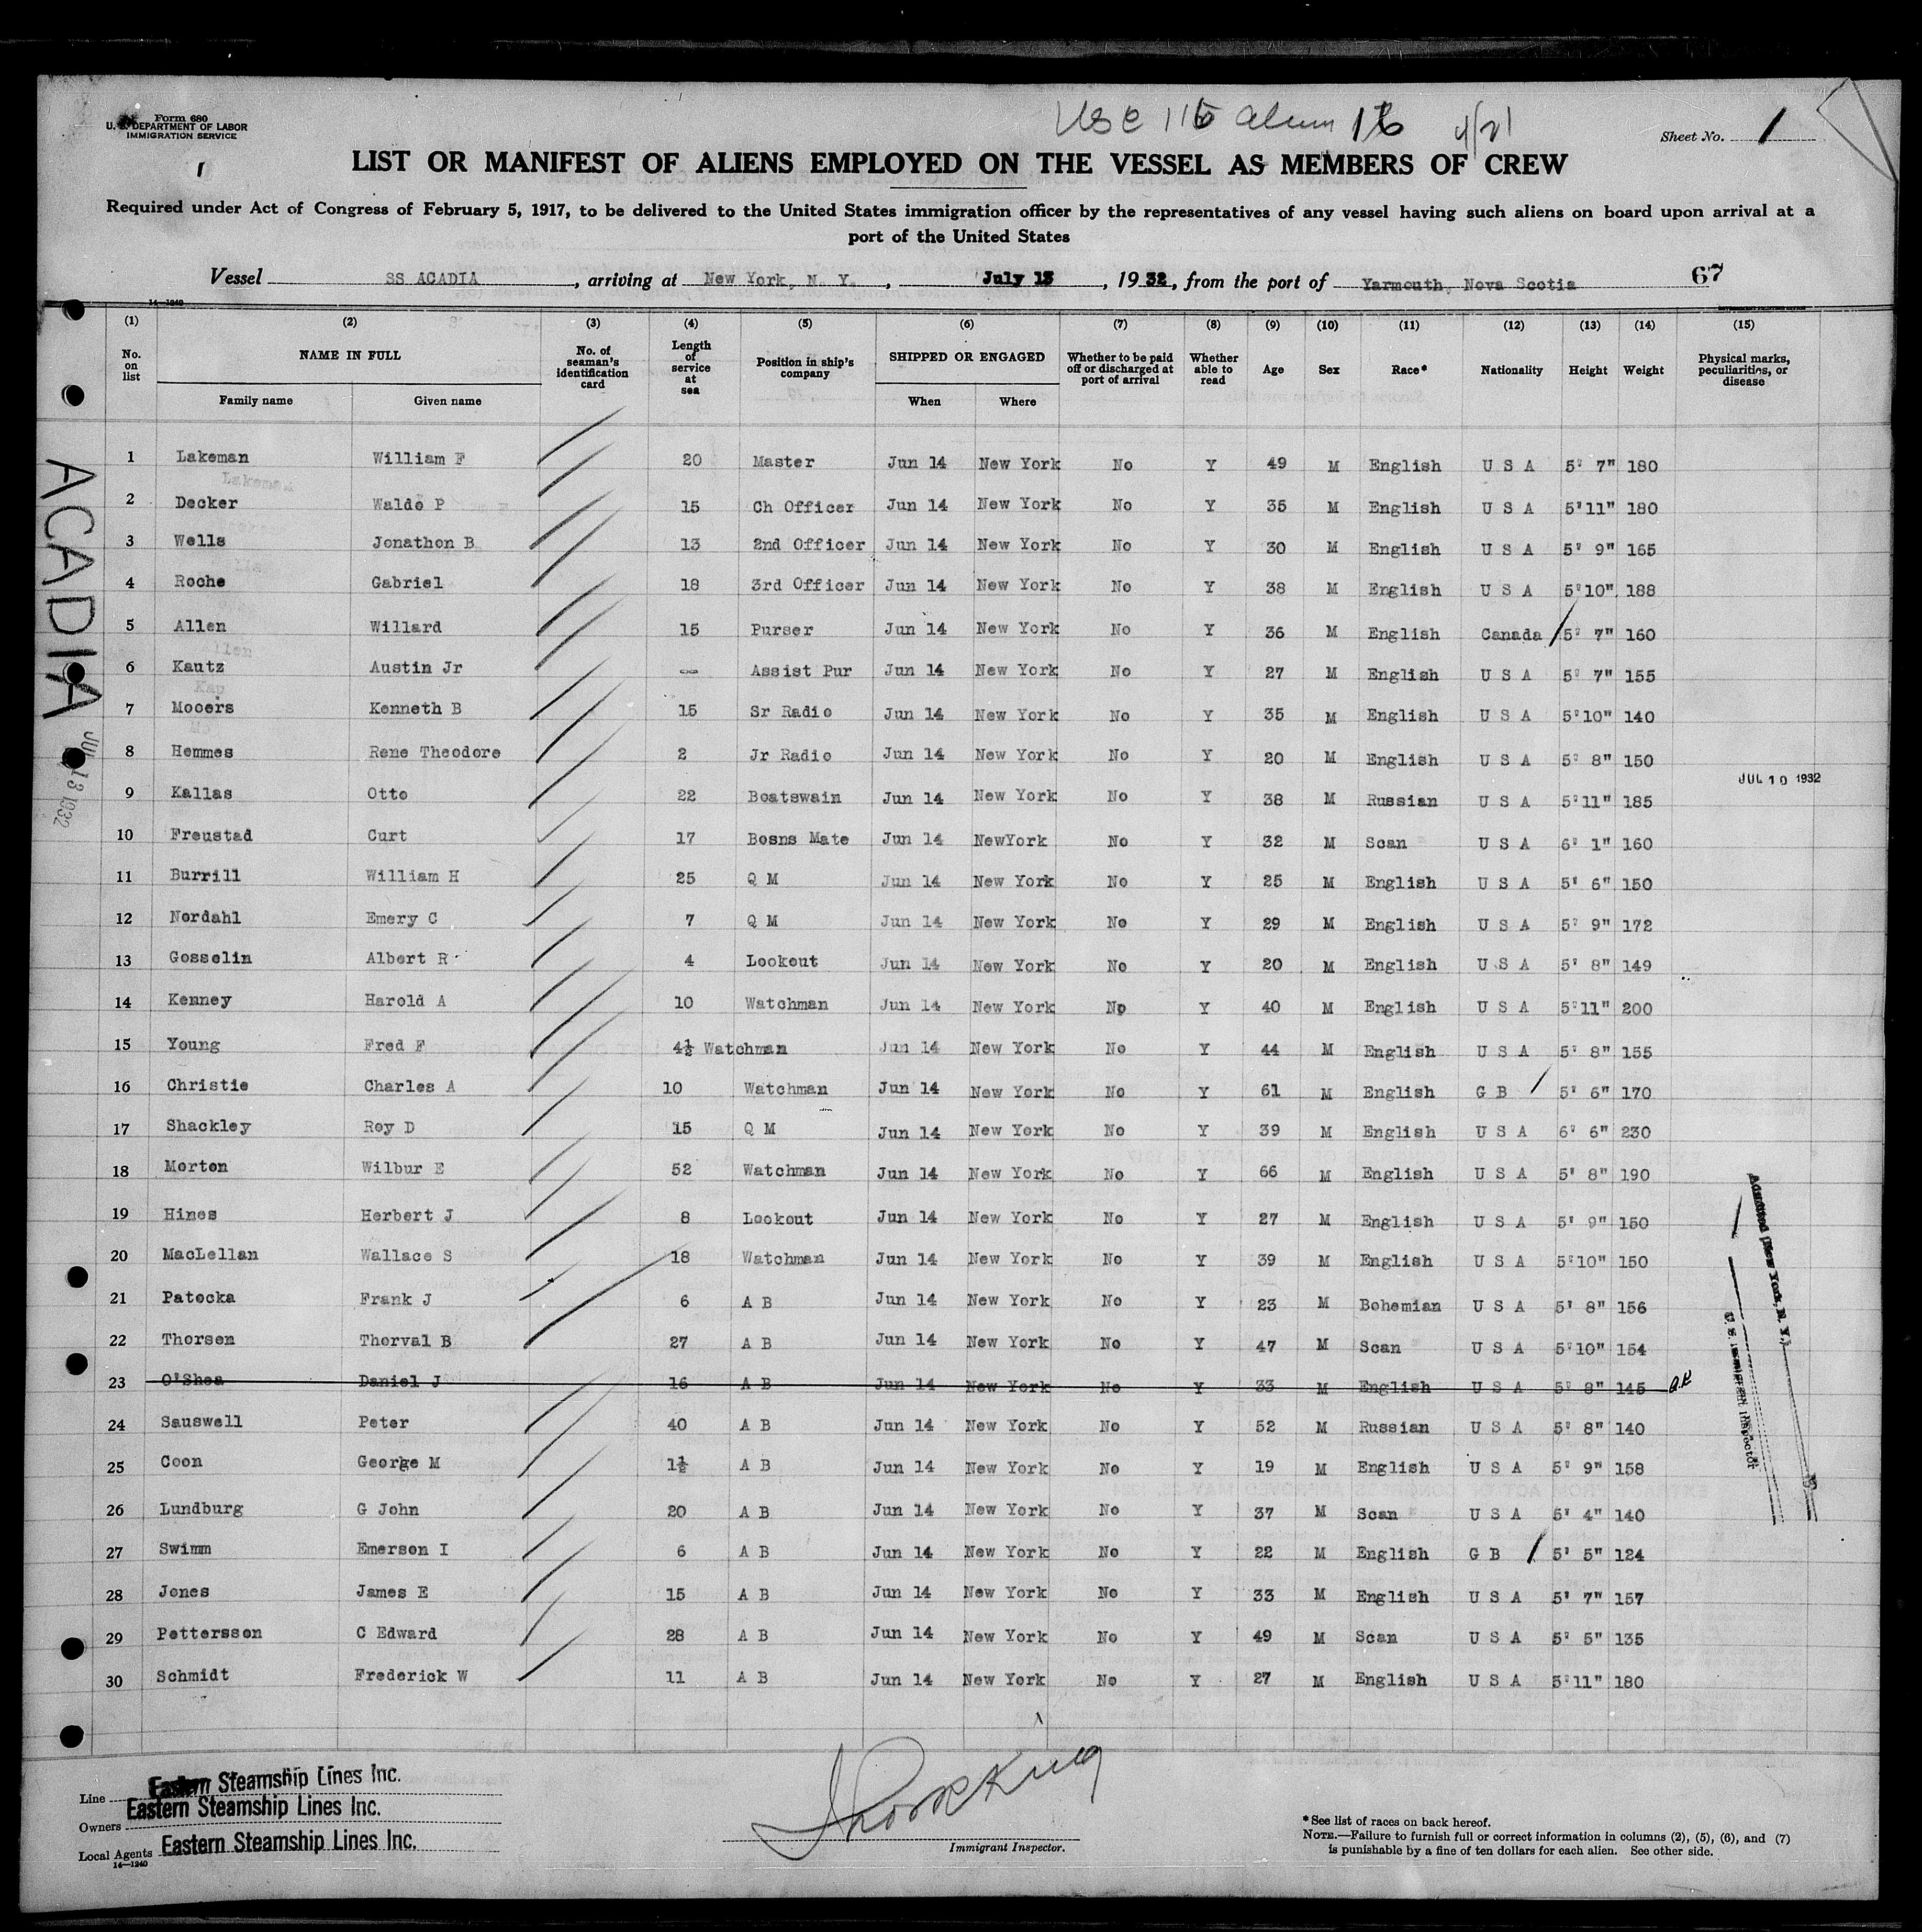 Form 680
U. S. DEPARTMENT OF LABOR
IMMIGRATION SERVICE
1
USC 116 Alien 16 4/21
Sheet No. 1
LIST OR MANIFEST OF ALIENS EMPLOYED ON THE VESSEL AS MEMBERS OF CREW
Required under Act of Congress of February 5, 1917, to be delivered to the United States immigration officer by the representatives of any vessel having such aliens on board upon arrival at a
port of the United States
Vessel SS ACADIA, arriving at New York, N. Y., July 13, 1932, from the port of Yarmouth, Nova Scotia 67
14—1240
(1) (2) (3) (4) (5) (6) (7) (8) (9) (10) (11) (12) (13) (14) (15)
No. on list NAME IN FULL No. of seaman's identification card Length of service at sea Position in ship's company SHIPPED OR ENGAGED Whether to be paid off or discharged at port of arrival Whether able to read Age Sex Race* Nationality Height Weight Physical marks, peculiarities, or disease
Family name Given name When Where
1 Lakeman William F 20 Master Jun 14 New York No Y 49 M English U S A 5' 7" 180
2 Decker Waldo P 15 Ch Officer Jun 14 New York No Y 35 M English U S A 5'11" 180
3 Wells Jonathon B 13 2nd Officer Jun 14 New York No Y 30 M English U S A 5' 9" 165
4 Roche Gabriel 18 3rd Officer Jun 14 New York No Y 38 M English U S A 5'10" 188
5 Allen Willard 15 Purser Jun 14 New York No Y 36 M English Canada 5' 7" 160
6 Kautz Austin Jr -- Assist Pur Jun 14 New York No Y 27 M English U S A 5' 7" 155
7 Mooers Kenneth B 15 Sr Radio Jun 14 New York No Y 35 M English U S A 5'10" 140
8 Hemmes Rene Theodore 2 Jr Radio Jun 14 New York No Y 20 M English U S A 5' 8" 150
JUL 10 1932
9 Kallas Otto 22 Boatswain Jun 14 New York No Y 38 M Russian U S A 5'11" 185
10 Freustad Curt 17 Bosns Mate Jun 14 NewYork No Y 32 M Scan U S A 6' 1" 160
11 Burrill William H 25 Q M Jun 14 New York No Y 25 M English U S A 5' 6" 150
12 Nordahl Emery C 7 Q M Jun 14 New York No Y 29 M English U S A 5' 9" 172
13 Gosselin Albert R 4 Lookout Jun 14 New York No Y 20 M English U S A 5' 8" 149
14 Kenney Harold A 10 Watchman Jun 14 New York No Y 40 M English U S A 5'11" 200
15 Young Fred F 4½ Watchman Jun 14 New York No Y 44 M English U S A 5' 8" 155
16 Christie Charles A 10 Watchman Jun 14 New York No Y 61 M English G B 5' 6" 170
17 Shackley Roy D 15 Q M Jun 14 New York No Y 39 M English U S A 6' 6" 230
18 Morton Wilbur E 52 Watchman Jun 14 New York No Y 66 M English U S A 5' 8" 190
19 Hines Herbert J 8 Lookout Jun 14 New York No Y 27 M English U S A 5' 9" 150
20 MacLellan Wallace S 18 Watchman Jun 14 New York No Y 39 M English U S A 5'10" 150
21 Patocka Frank J 6 A B Jun 14 New York No Y 23 M Bohemian U S A 5' 8" 156
22 Thorsen Thorval B 27 A B Jun 14 New York No Y 47 M Scan U S A 5'10" 154
23 O'Shea Daniel J 16 A B Jun 14 New York No Y 33 M English U S A 5' 8" 145
24 Sauswell Peter 40 A B Jun 14 New York No Y 52 M Russian U S A 5' 8" 140
25 Coon George M 1½ A B Jun 14 New York No Y 19 M English U S A 5' 9" 158
26 Lundburg G John 20 A B Jun 14 New York No Y 37 M Scan U S A 5' 4" 140
27 Swimm Emerson I 6 A B Jun 14 New York No Y 22 M English G B 5' 5" 124
28 Jones James E 15 A B Jun 14 New York No Y 33 M English U S A 5' 7" 157
29 Pettersson C Edward 28 A B Jun 14 New York No Y 49 M Scan U S A 5' 5" 135
30 Schmidt Frederick W 11 A B Jun 14 New York No Y 27 M English U S A 5'11" 180
ACADIA
JUL 13 1932
Admitted (New York, N. Y.)
U. S. Immigrant Inspector
Line Eastern Steamship Lines Inc.
Owners Eastern Steamship Lines Inc.
Local Agents Eastern Steamship Lines Inc.
14—1240
Immigrant Inspector.
*See list of races on back hereof.
NOTE.—Failure to furnish full or correct information in columns (2), (5), (6), and (7)
is punishable by a fine of ten dollars for each alien. See other side.